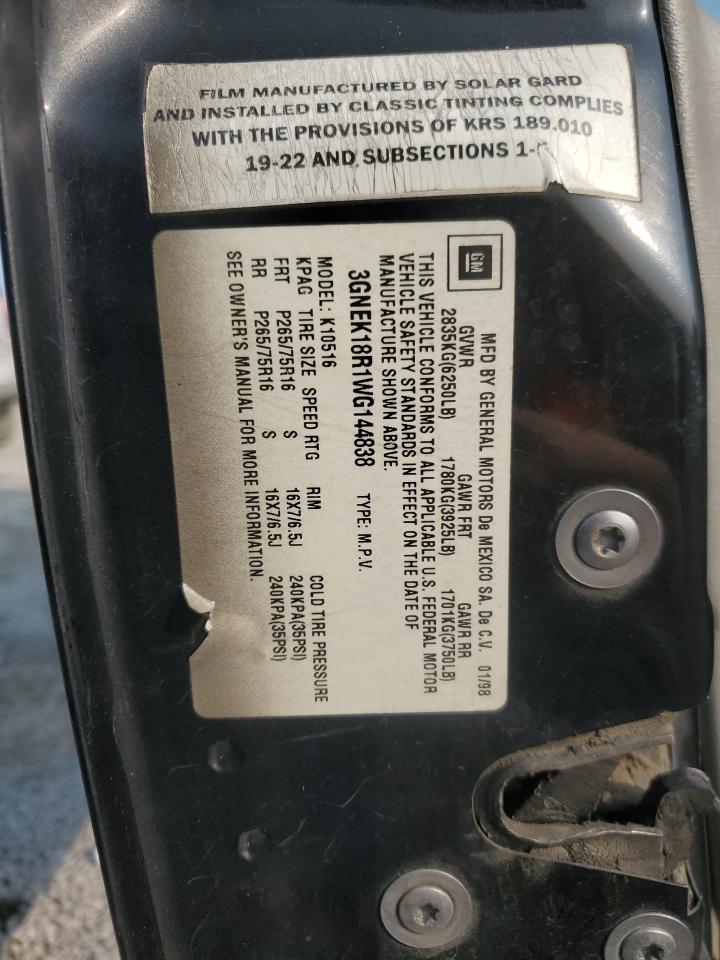 FILM MANUFACTURED BY SOLAR GARD
AND INSTALLED BY CLASSIC TINTING COMPLIES
WITH THE PROVISIONS OF KRS 189.010
19-22 AND SUBSECTIONS 1-
GM
MFD BY GENERAL MOTORS De MEXICO SA. De C.V. 01/98
GVWR GAWR FRT GAWR RR
2835KG(6250LB) 1780KG(3925LB) 1701KG(3750LB)
THIS VEHICLE CONFORMS TO ALL APPLICABLE U.S. FEDERAL MOTOR
VEHICLE SAFETY STANDARDS IN EFFECT ON THE DATE OF
MANUFACTURE SHOWN ABOVE.
3GNEK18R1WG144838 TYPE: M.P.V.
MODEL: K10516
KPAG TIRE SIZE SPEED RTG RIM COLD TIRE PRESSURE
FRT P265/75R16 S 16X7/6.5J 240KPA(35PSI)
RR P265/75R16 S 16X7/6.5J 240KPA(35PSI)
SEE OWNER'S MANUAL FOR MORE INFORMATION.